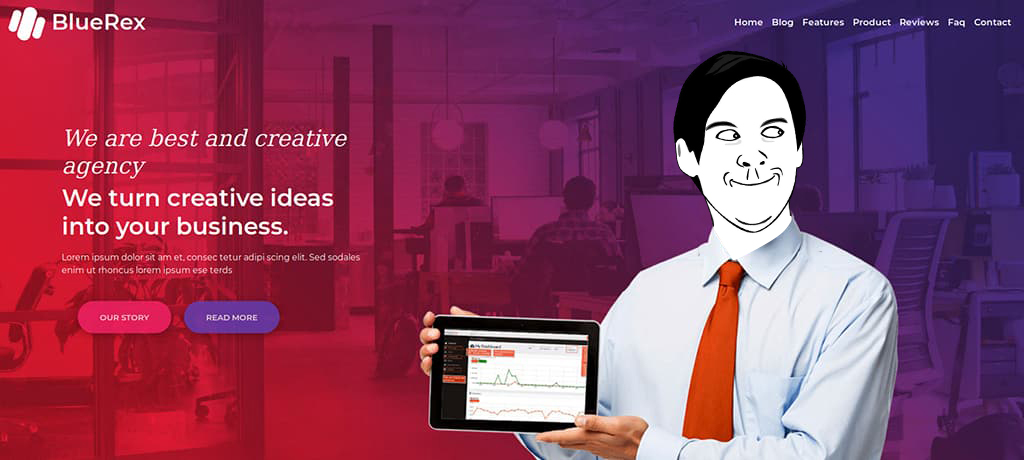 BlueRex
Home Blog Features Product Reviews Faq Contact
We are best and creative
agency
We turn creative ideas
into your business.
Lorem ipsum dolor sit am et, consec tetur adipi scing elit. Sed sodales
enim ut rhoncus lorem ipsum ese terds
OUR STORY READ MORE
My Dashboard